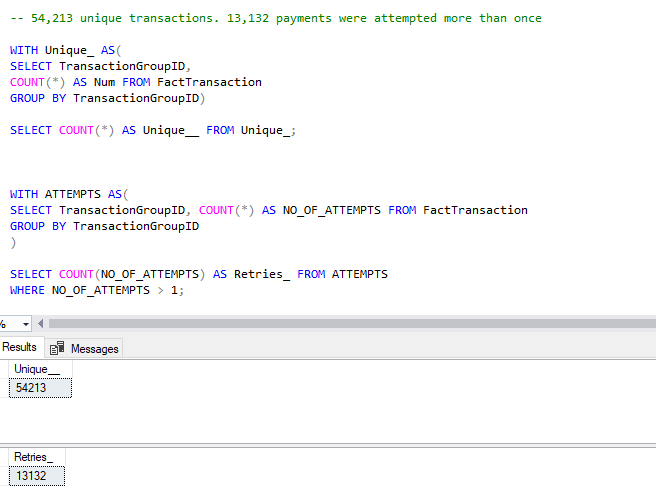 -- 54,213 unique transactions. 13,132 payments were attempted more than once
WITH Unique_ AS(
SELECT TransactionGroupID,
COUNT(*) AS Num FROM FactTransaction
GROUP BY TransactionGroupID)
SELECT COUNT(*) AS Unique__ FROM Unique_;
WITH ATTEMPTS AS(
SELECT TransactionGroupID, COUNT(*) AS NO_OF_ATTEMPTS FROM FactTransaction
GROUP BY TransactionGroupID
)
SELECT COUNT(NO_OF_ATTEMPTS) AS Retries_ FROM ATTEMPTS
WHERE NO_OF_ATTEMPTS > 1;
%
Results Messages
Unique__
54213
Retries_
13132